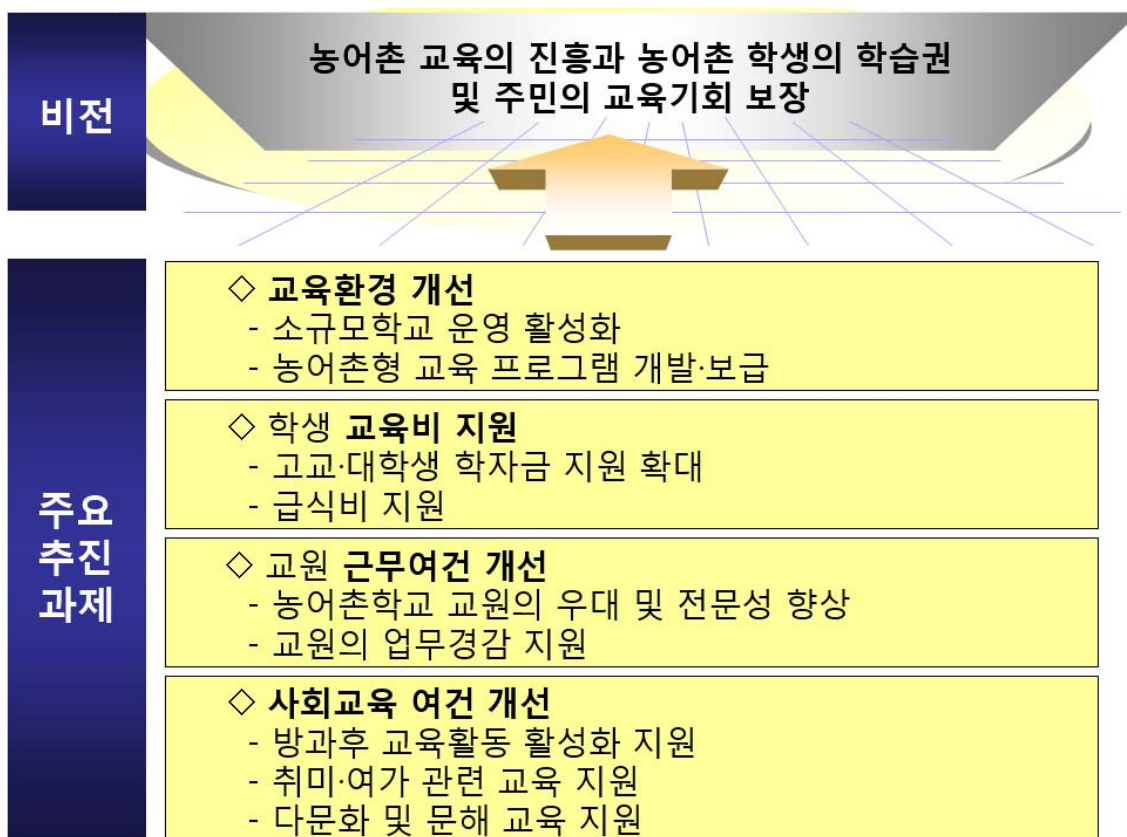 비전
농어촌 교육의 진흥과 농어촌 학생의 학습권
및 주민의 교육기회 보장
주요
추진
과제
◇ 교육환경 개선
- 소규모학교 운영 활성화
- 농어촌형 교육 프로그램 개발·보급
◇ 학생 교육비 지원
- 고교·대학생 학자금 지원 확대
- 급식비 지원
◇ 교원 근무여건 개선
- 농어촌학교 교원의 우대 및 전문성 향상
- 교원의 업무경감 지원
◇ 사회교육 여건 개선
- 방과후 교육활동 활성화 지원
- 취미·여가 관련 교육 지원
- 다문화 및 문해 교육 지원